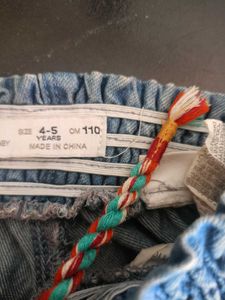 SIZE 4-5 YEARS CM 110
MADE IN CHINA